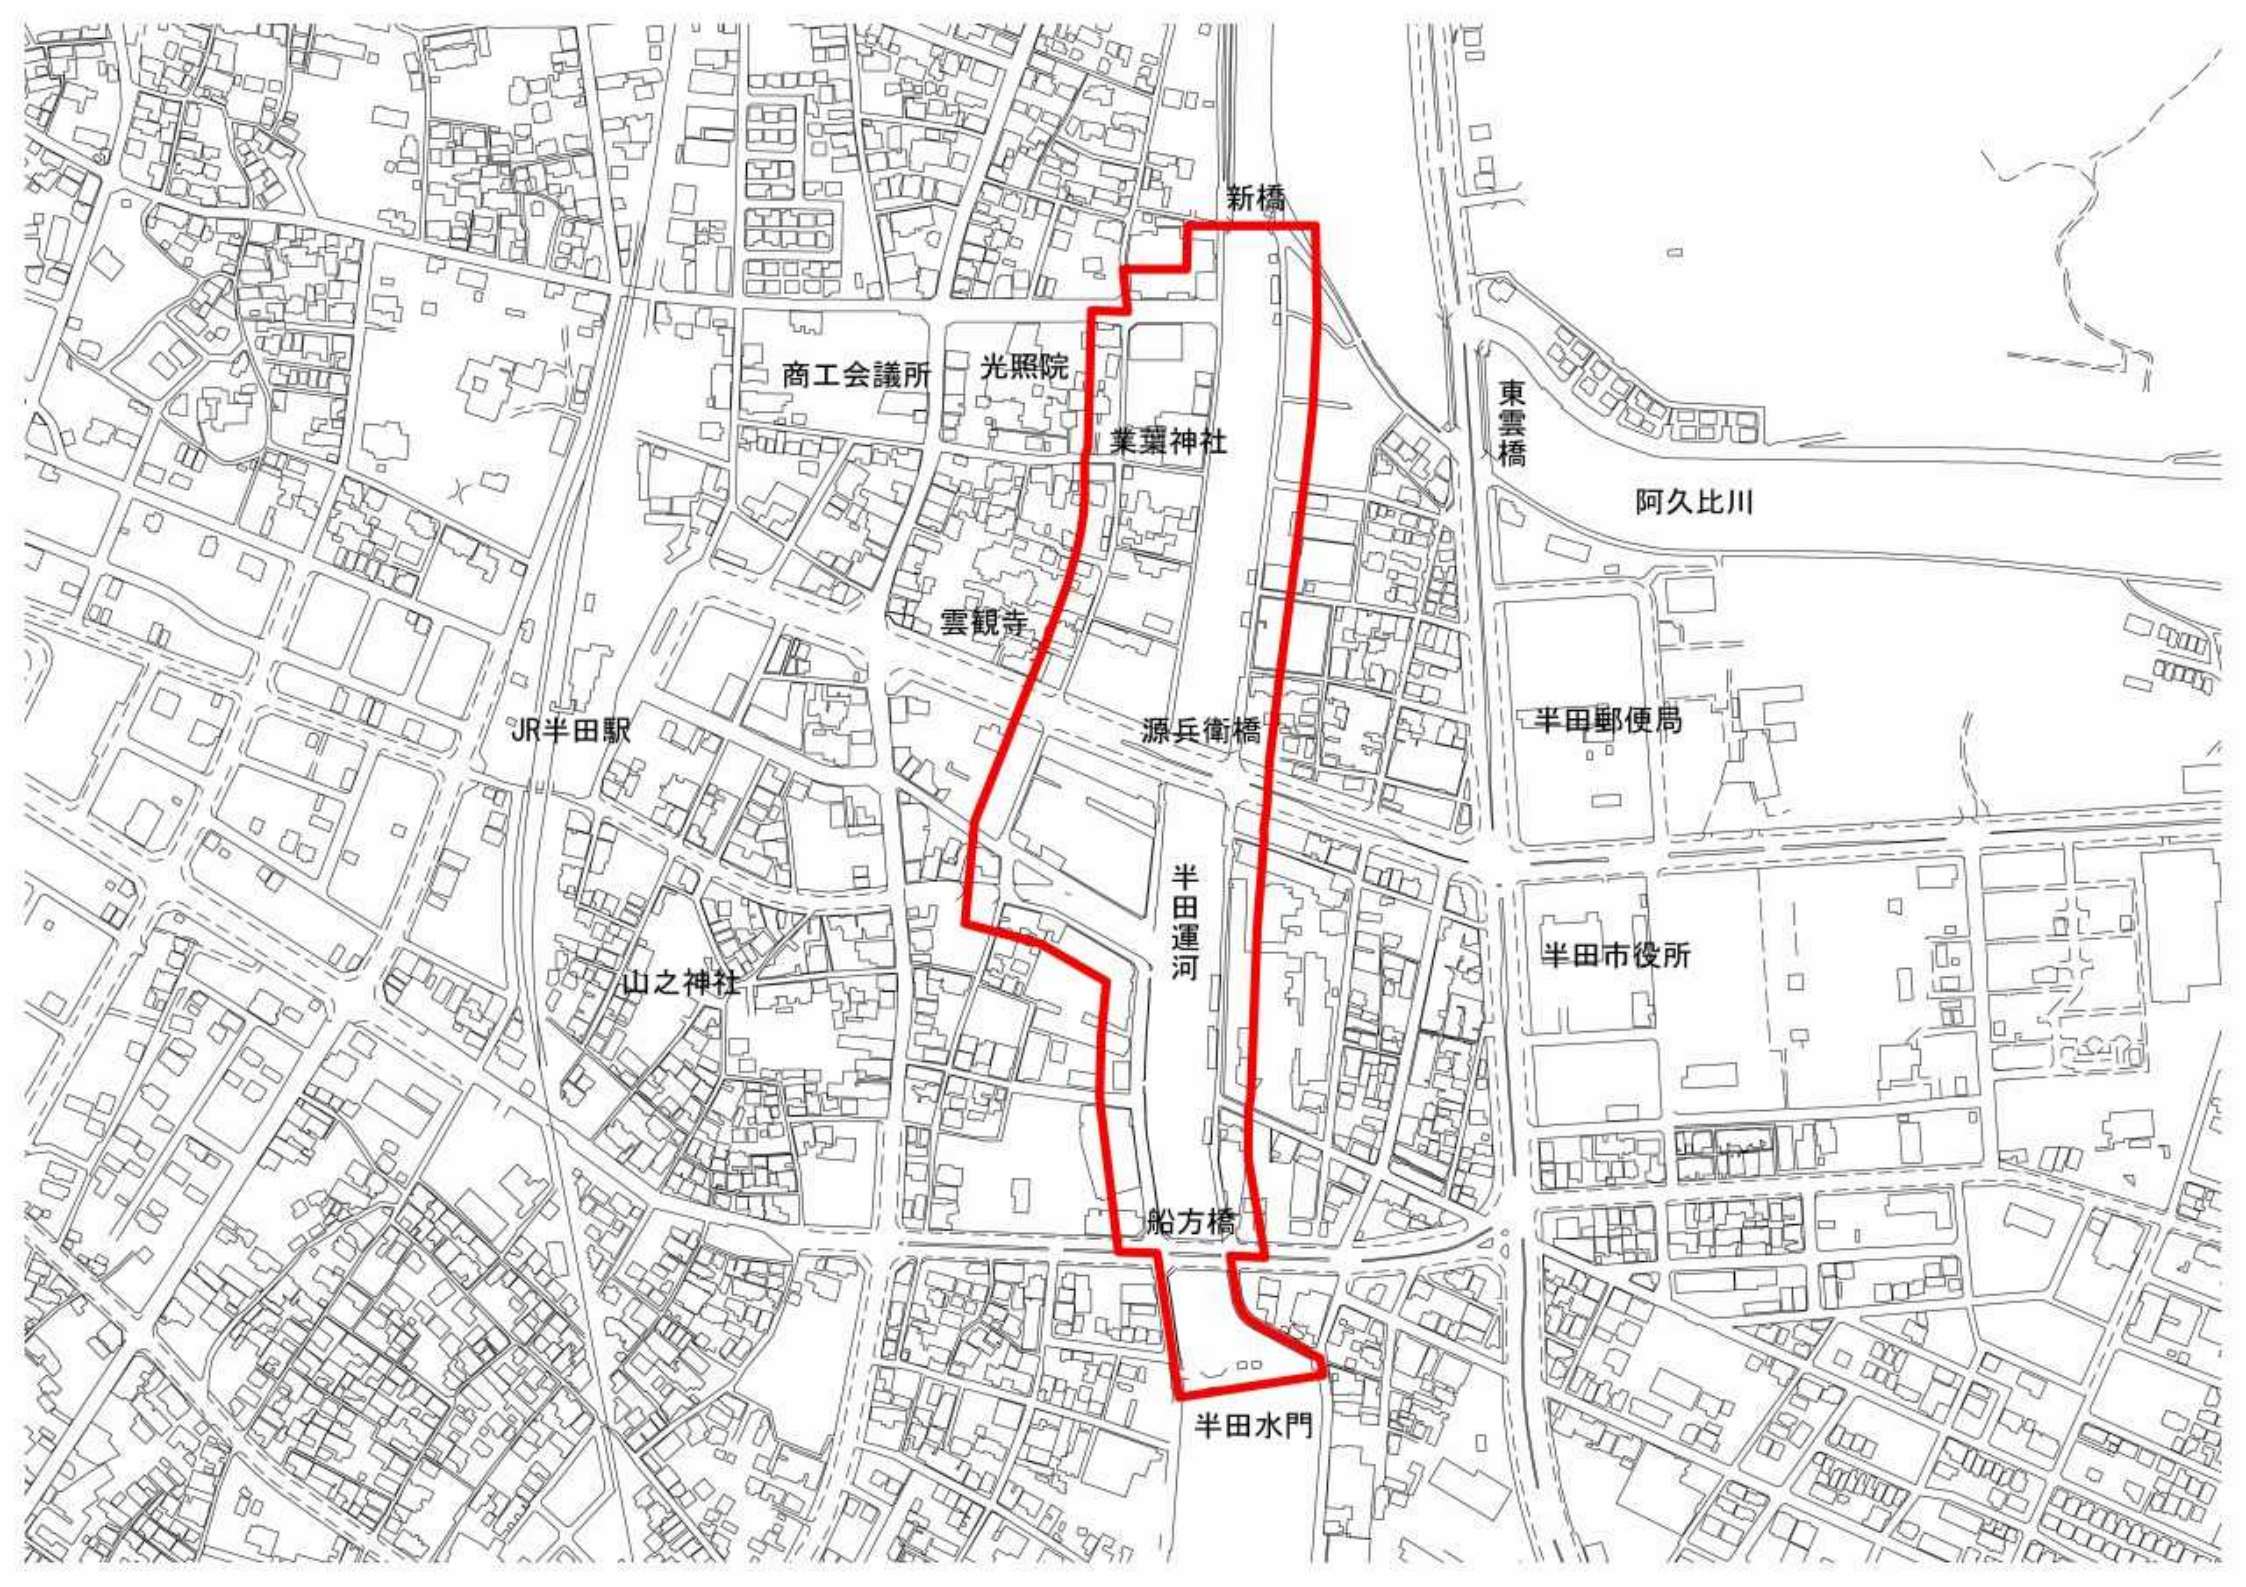 新橋
商工会議所
光照院
業葉神社
東雲橋
阿久比川
雲観寺
JR半田駅
源兵衛橋
半田郵便局
半田運河
半田市役所
山之神社
船方橋
半田水門